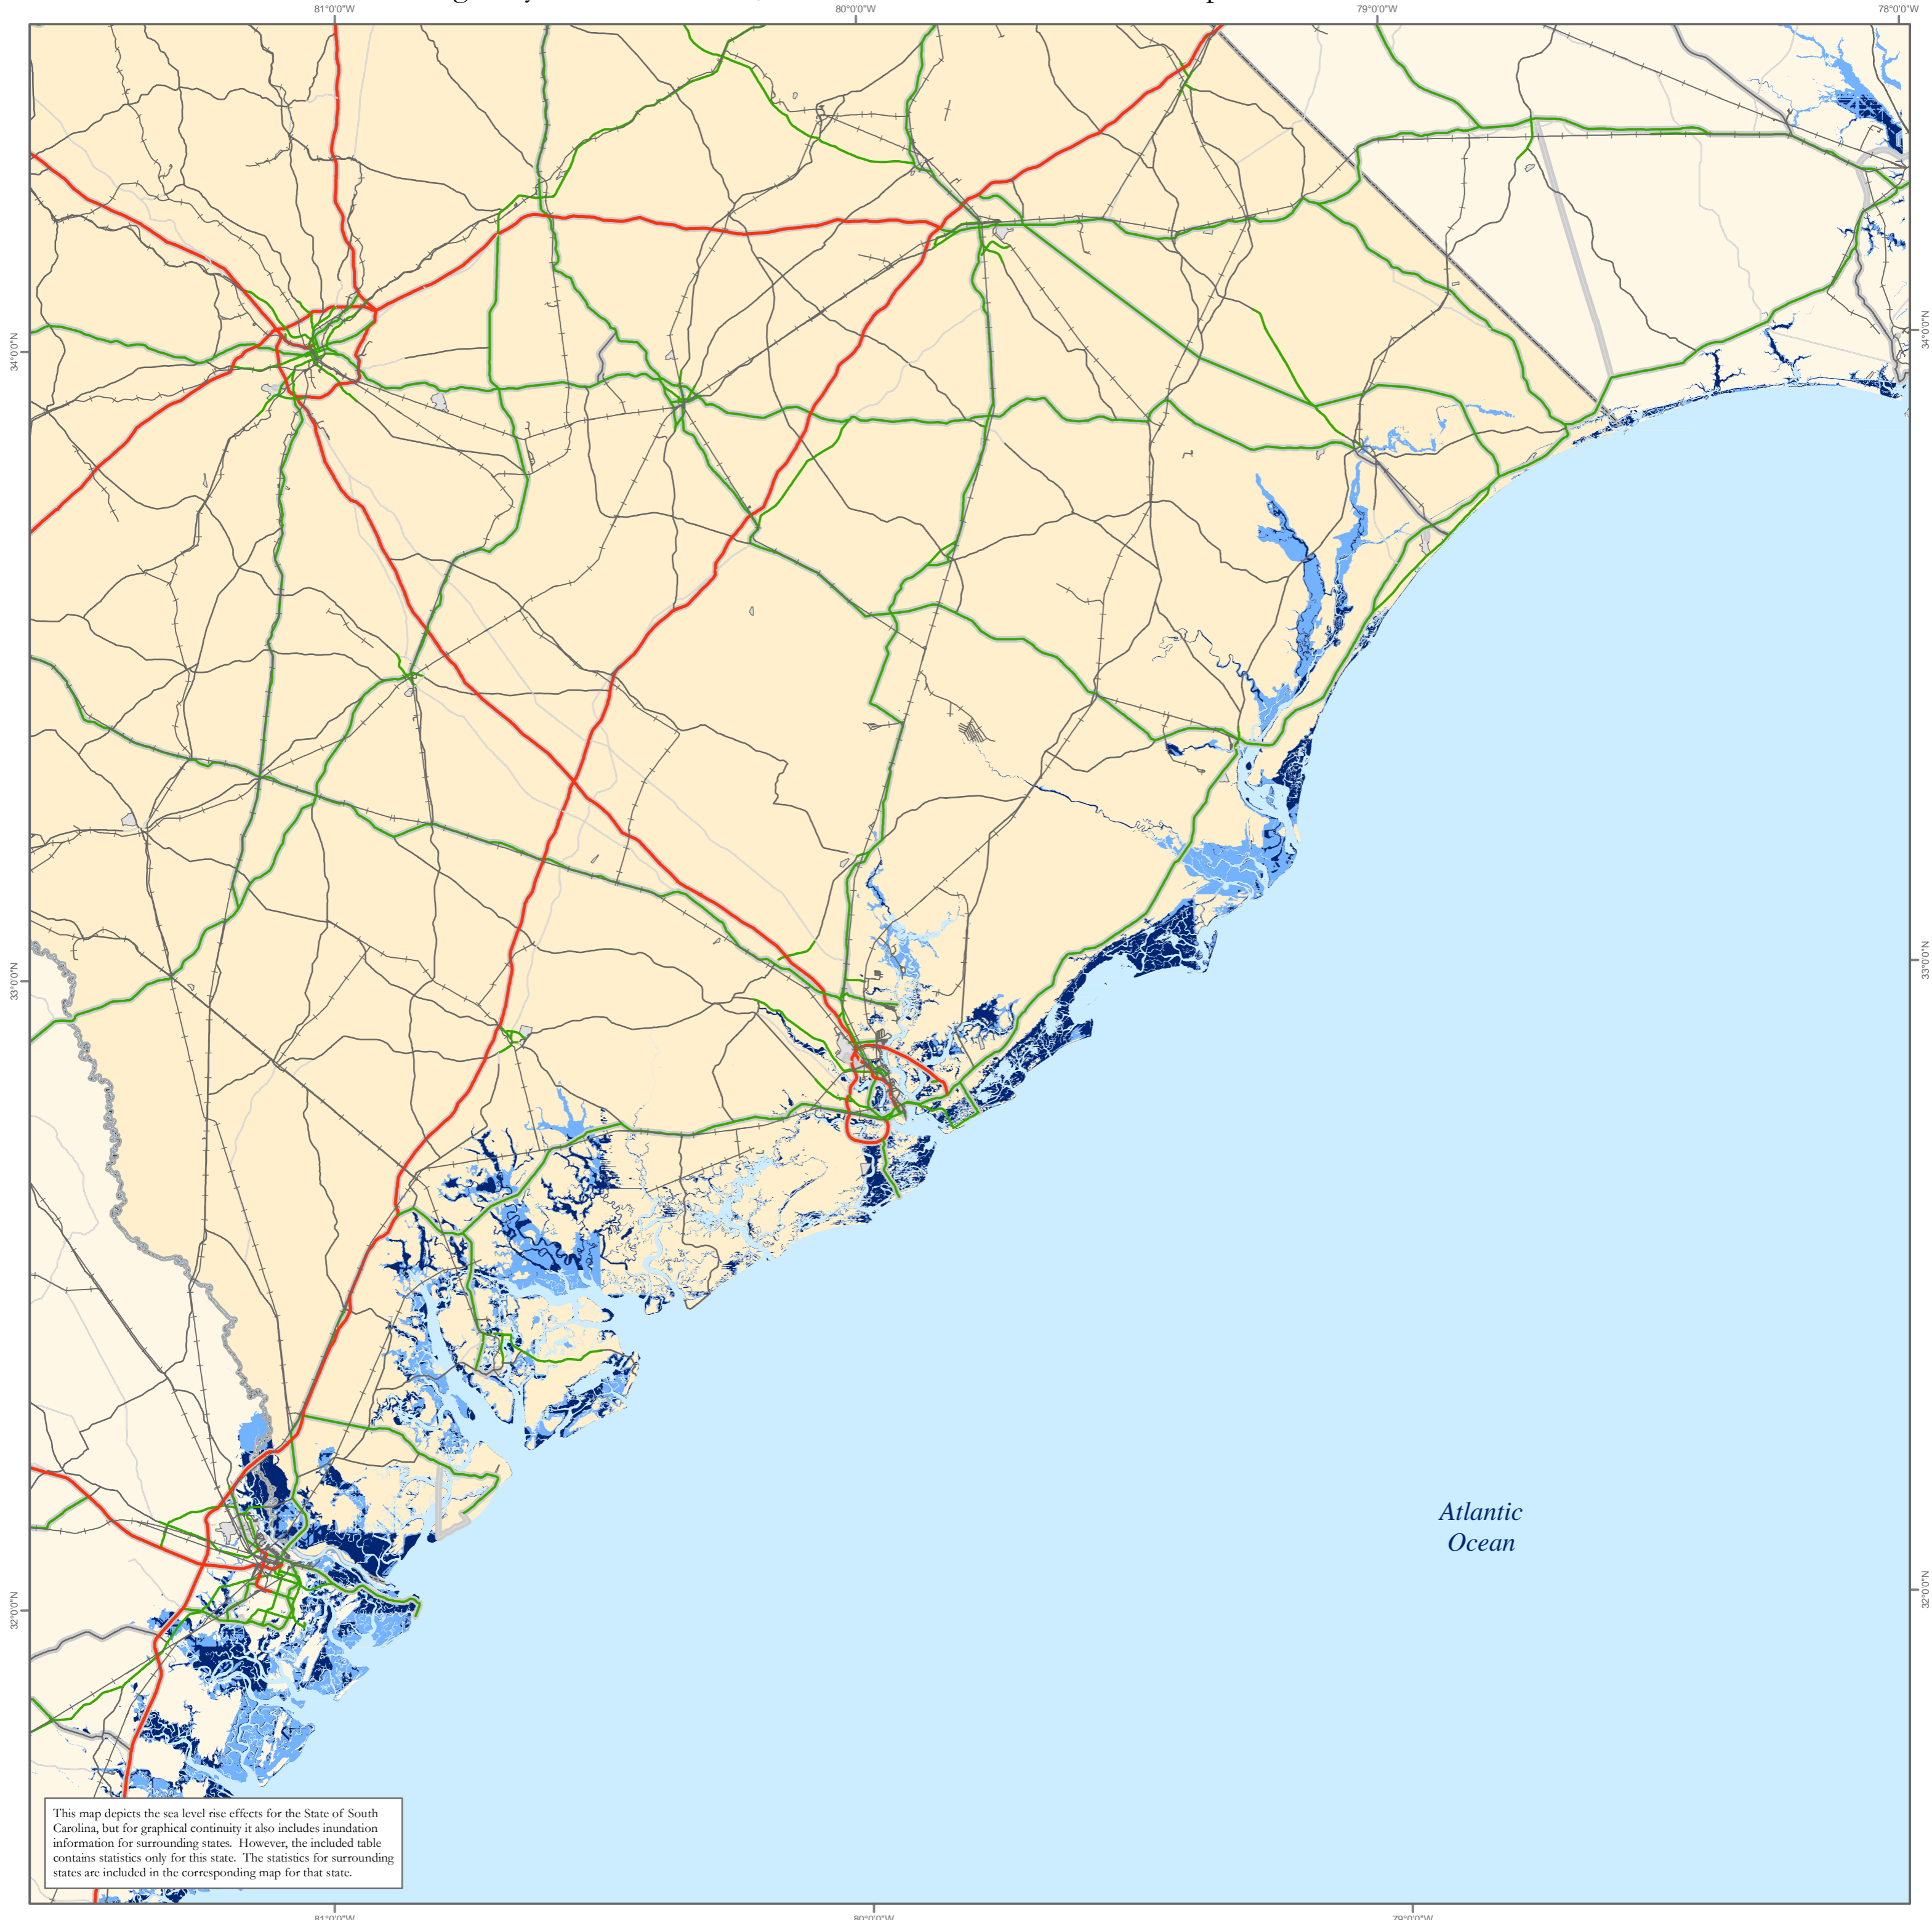 81°0'0"W
80°0'0"W
79°0'0"W
78°0'0"W
34°0'0"N
34°0'0"N
33°0'0"N
33°0'0"N
Atlantic
Ocean
32°0'0"N
32°0'0"N
This map depicts the sea level rise effects for the State of South
Carolina, but for graphical continuity it also includes inundation
information for surrounding states. However, the included table
contains statistics only for this state. The statistics for surrounding
states are included in the corresponding map for that state.
81°0'0"W
80°0'0"W
79°0'0"W